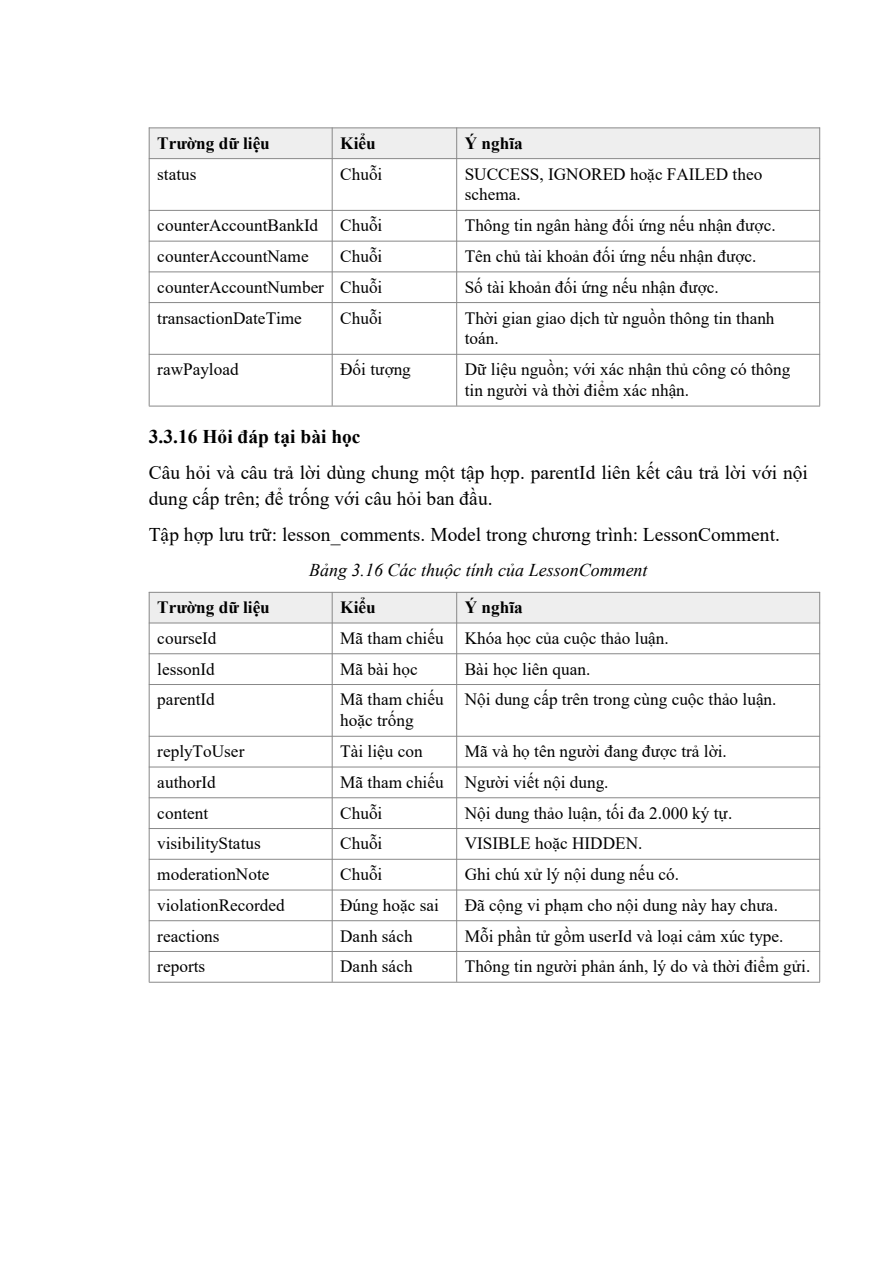 Trường dữ liệu Kiểu Ý nghĩa
status Chuỗi SUCCESS, IGNORED hoặc FAILED theo
schema.
counterAccountBankId Chuỗi Thông tin ngân hàng đối ứng nếu nhận được.
counterAccountName Chuỗi Tên chủ tài khoản đối ứng nếu nhận được.
counterAccountNumber Chuỗi Số tài khoản đối ứng nếu nhận được.
transactionDateTime Chuỗi Thời gian giao dịch từ nguồn thông tin thanh
toán.
rawPayload Đối tượng Dữ liệu nguồn; với xác nhận thủ công có thông
tin người và thời điểm xác nhận.
3.3.16 Hỏi đáp tại bài học
Câu hỏi và câu trả lời dùng chung một tập hợp. parentId liên kết câu trả lời với nội
dung cấp trên; để trống với câu hỏi ban đầu.
Tập hợp lưu trữ: lesson_comments. Model trong chương trình: LessonComment.
Bảng 3.16 Các thuộc tính của LessonComment
Trường dữ liệu Kiểu Ý nghĩa
courseId Mã tham chiếu Khóa học của cuộc thảo luận.
lessonId Mã bài học Bài học liên quan.
parentId Mã tham chiếu Nội dung cấp trên trong cùng cuộc thảo luận.
hoặc trống
replyToUser Tài liệu con Mã và họ tên người đang được trả lời.
authorId Mã tham chiếu Người viết nội dung.
content Chuỗi Nội dung thảo luận, tối đa 2.000 ký tự.
visibilityStatus Chuỗi VISIBLE hoặc HIDDEN.
moderationNote Chuỗi Ghi chú xử lý nội dung nếu có.
violationRecorded Đúng hoặc sai Đã cộng vi phạm cho nội dung này hay chưa.
reactions Danh sách Mỗi phần tử gồm userId và loại cảm xúc type.
reports Danh sách Thông tin người phản ánh, lý do và thời điểm gửi.